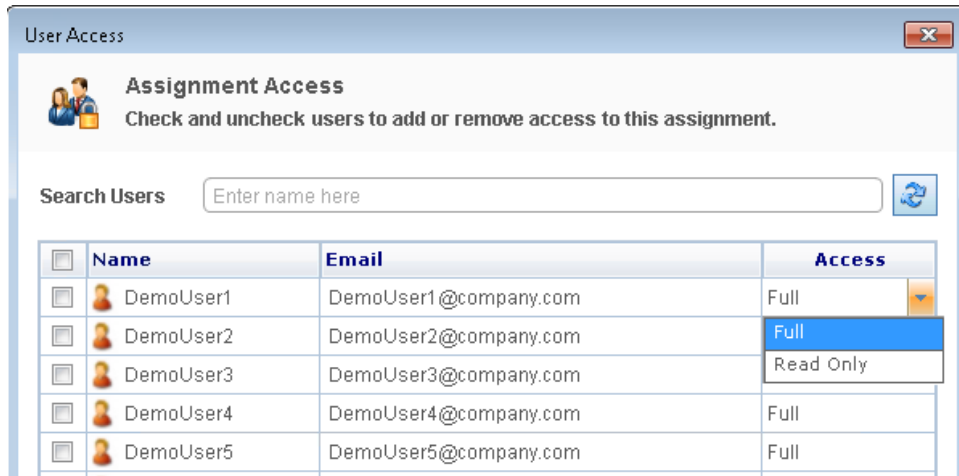 User Access
Assignment Access
Check and uncheck users to add or remove access to this assignment.
Search Users Enter name here
Name Email Access
DemoUser1 DemoUser1@company.com Full
DemoUser2 DemoUser2@company.com Full
DemoUser3 DemoUser3@company.com Read Only
DemoUser4 DemoUser4@company.com Full
DemoUser5 DemoUser5@company.com Full